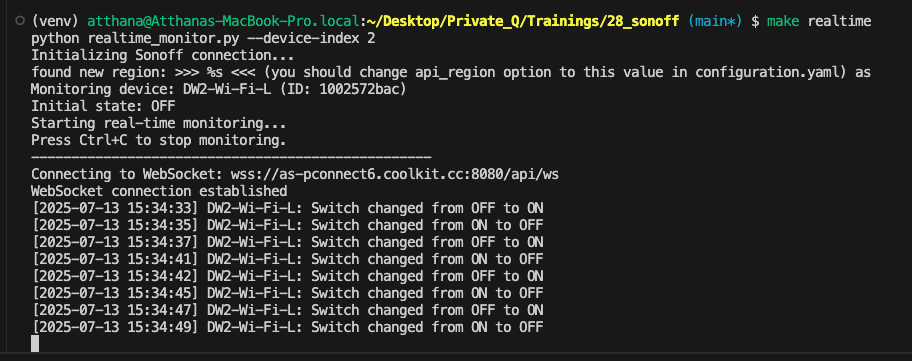 (venv) atthana@Atthanas-MacBook-Pro.local:~/Desktop/Private_Q/Trainings/28_sonoff (main*) $ make realtime
python realtime_monitor.py --device-index 2
Initializing Sonoff connection...
found new region: >>> %s <<< (you should change api_region option to this value in configuration.yaml) as
Monitoring device: DW2-Wi-Fi-L (ID: 1002572bac)
Initial state: OFF
Starting real-time monitoring...
Press Ctrl+C to stop monitoring.
--------------------------------------------------
Connecting to WebSocket: wss://as-pconnect6.coolkit.cc:8080/api/ws
WebSocket connection established
[2025-07-13 15:34:33] DW2-Wi-Fi-L: Switch changed from OFF to ON
[2025-07-13 15:34:35] DW2-Wi-Fi-L: Switch changed from ON to OFF
[2025-07-13 15:34:37] DW2-Wi-Fi-L: Switch changed from OFF to ON
[2025-07-13 15:34:41] DW2-Wi-Fi-L: Switch changed from ON to OFF
[2025-07-13 15:34:42] DW2-Wi-Fi-L: Switch changed from OFF to ON
[2025-07-13 15:34:45] DW2-Wi-Fi-L: Switch changed from ON to OFF
[2025-07-13 15:34:47] DW2-Wi-Fi-L: Switch changed from OFF to ON
[2025-07-13 15:34:49] DW2-Wi-Fi-L: Switch changed from ON to OFF